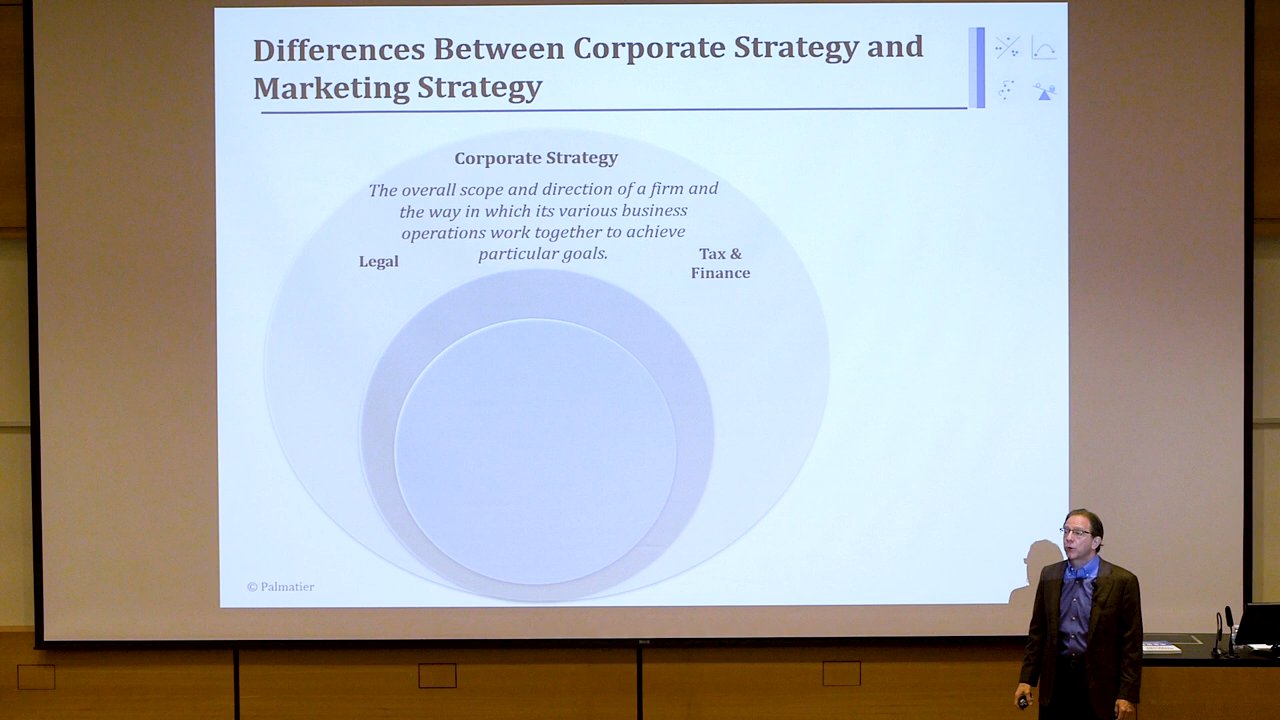 Differences Between Corporate Strategy and
Marketing Strategy
Corporate Strategy
The overall scope and direction of a firm and
the way in which its various business
operations work together to achieve
particular goals.
Legal
Tax &
Finance
© Palmatier